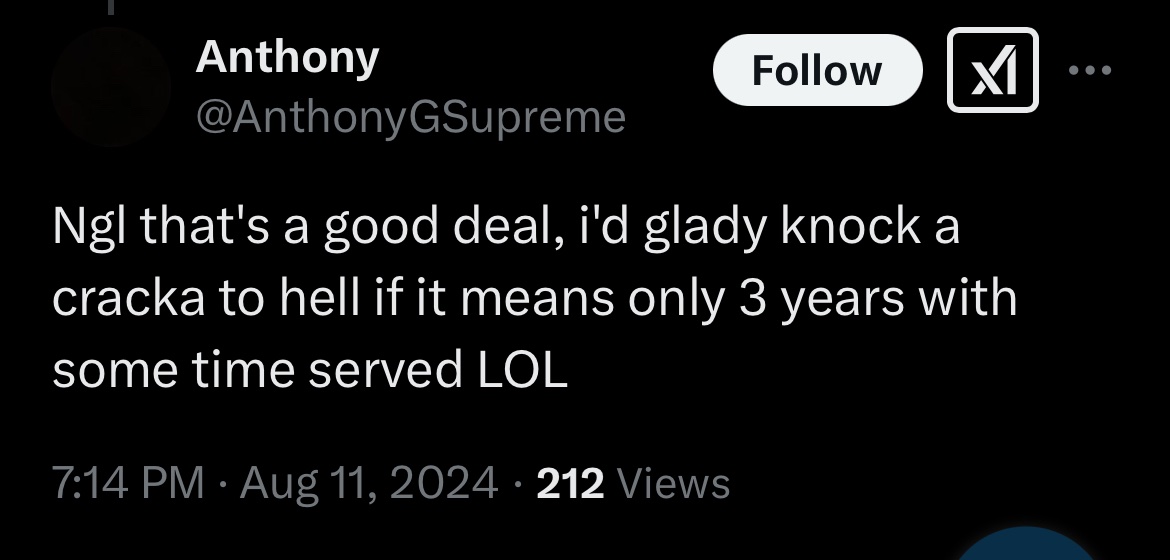 Anthony
Follow
@AnthonyGSupreme
Ngl that's a good deal, i'd glady knock a
cracka to hell if it means only 3 years with
some time served LOL
7:14 PM · Aug 11, 2024 · 212 Views